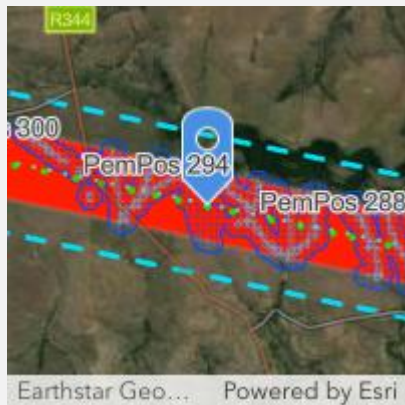 R344
300
PemPos 294
PemPos 288
Earthstar Geo... Powered by Esri